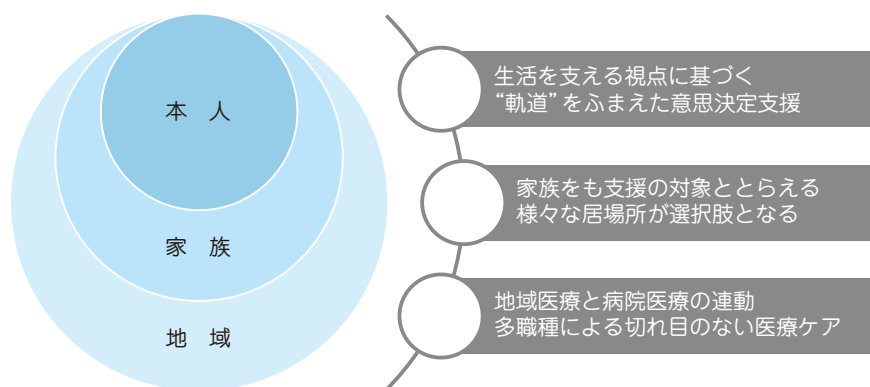 本 人
家 族
地 域
生活を支える視点に基づく
“軌道”をふまえた意思決定支援
家族をも支援の対象ととらえる
様々な居場所が選択肢となる
地域医療と病院医療の連動
多職種による切れ目のない医療ケア